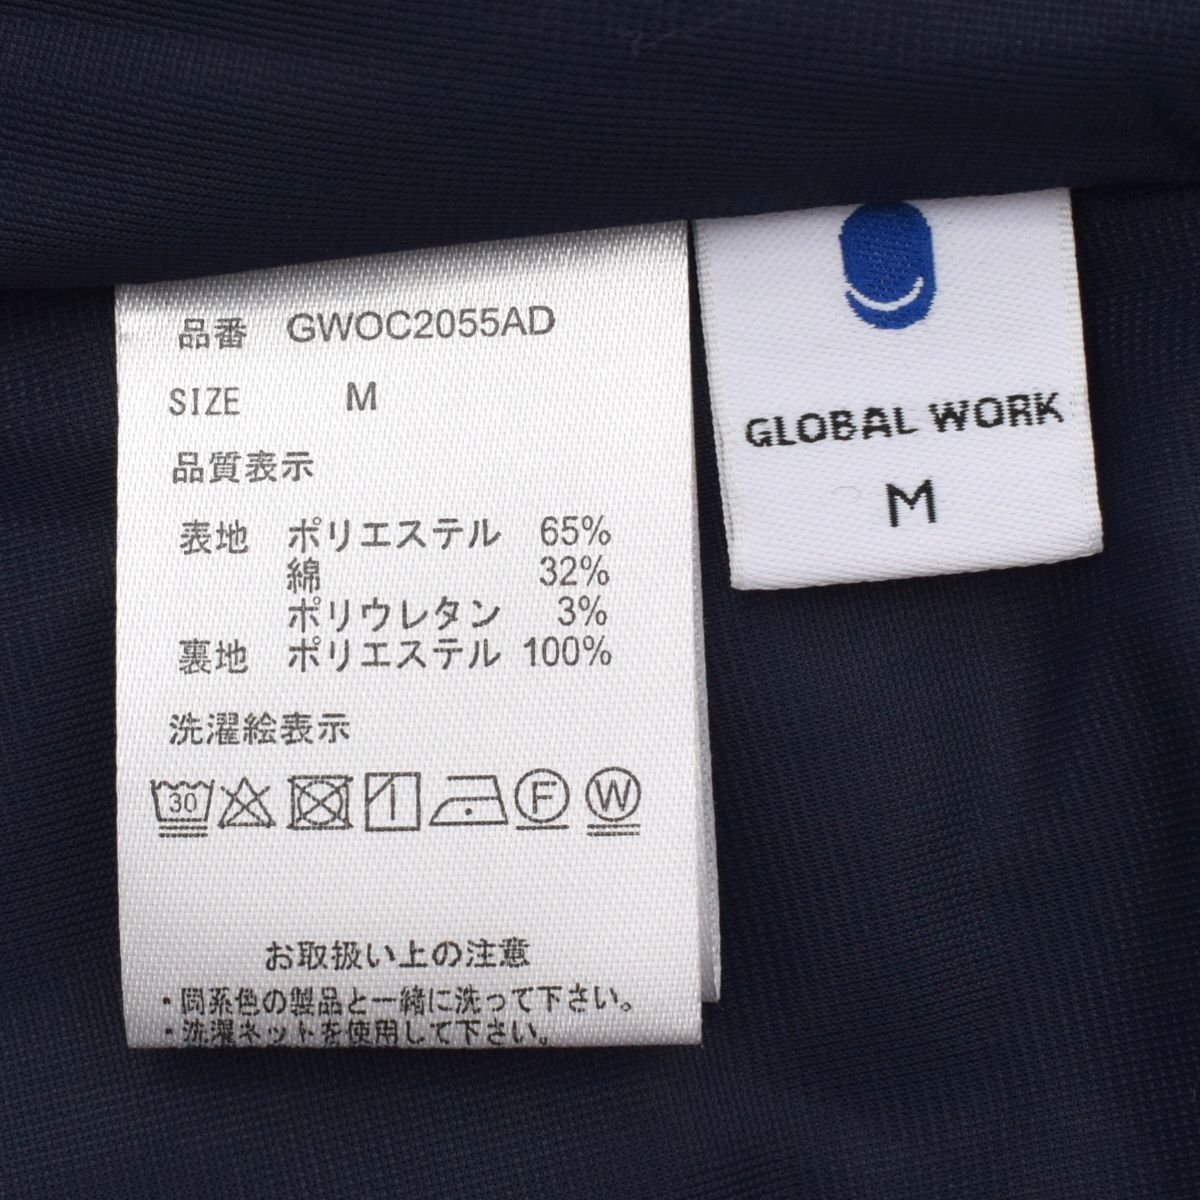 品番 GWOC2055AD
SIZE M
品質表示
表地 ポリエステル 65%
綿 32%
ポリウレタン 3%
裏地 ポリエステル 100%
洗濯絵表示
30 F W
お取扱い上の注意
・同系色の製品と一緒に洗って下さい。
・洗濯ネットを使用して下さい。
GLOBAL WORK
M